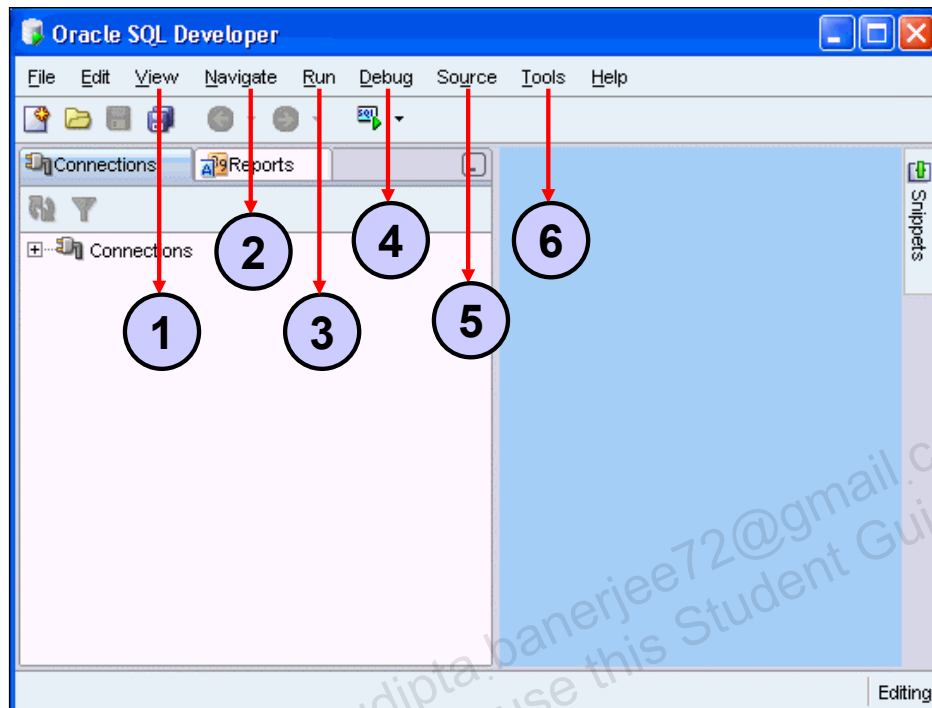 Oracle SQL Developer
File Edit View Navigate Run Debug Source Tools Help
Connections Reports
Connections
Snippets
2 4 6
1 3 5
banerjee72@gmail.c
use this Student Gui
Editing